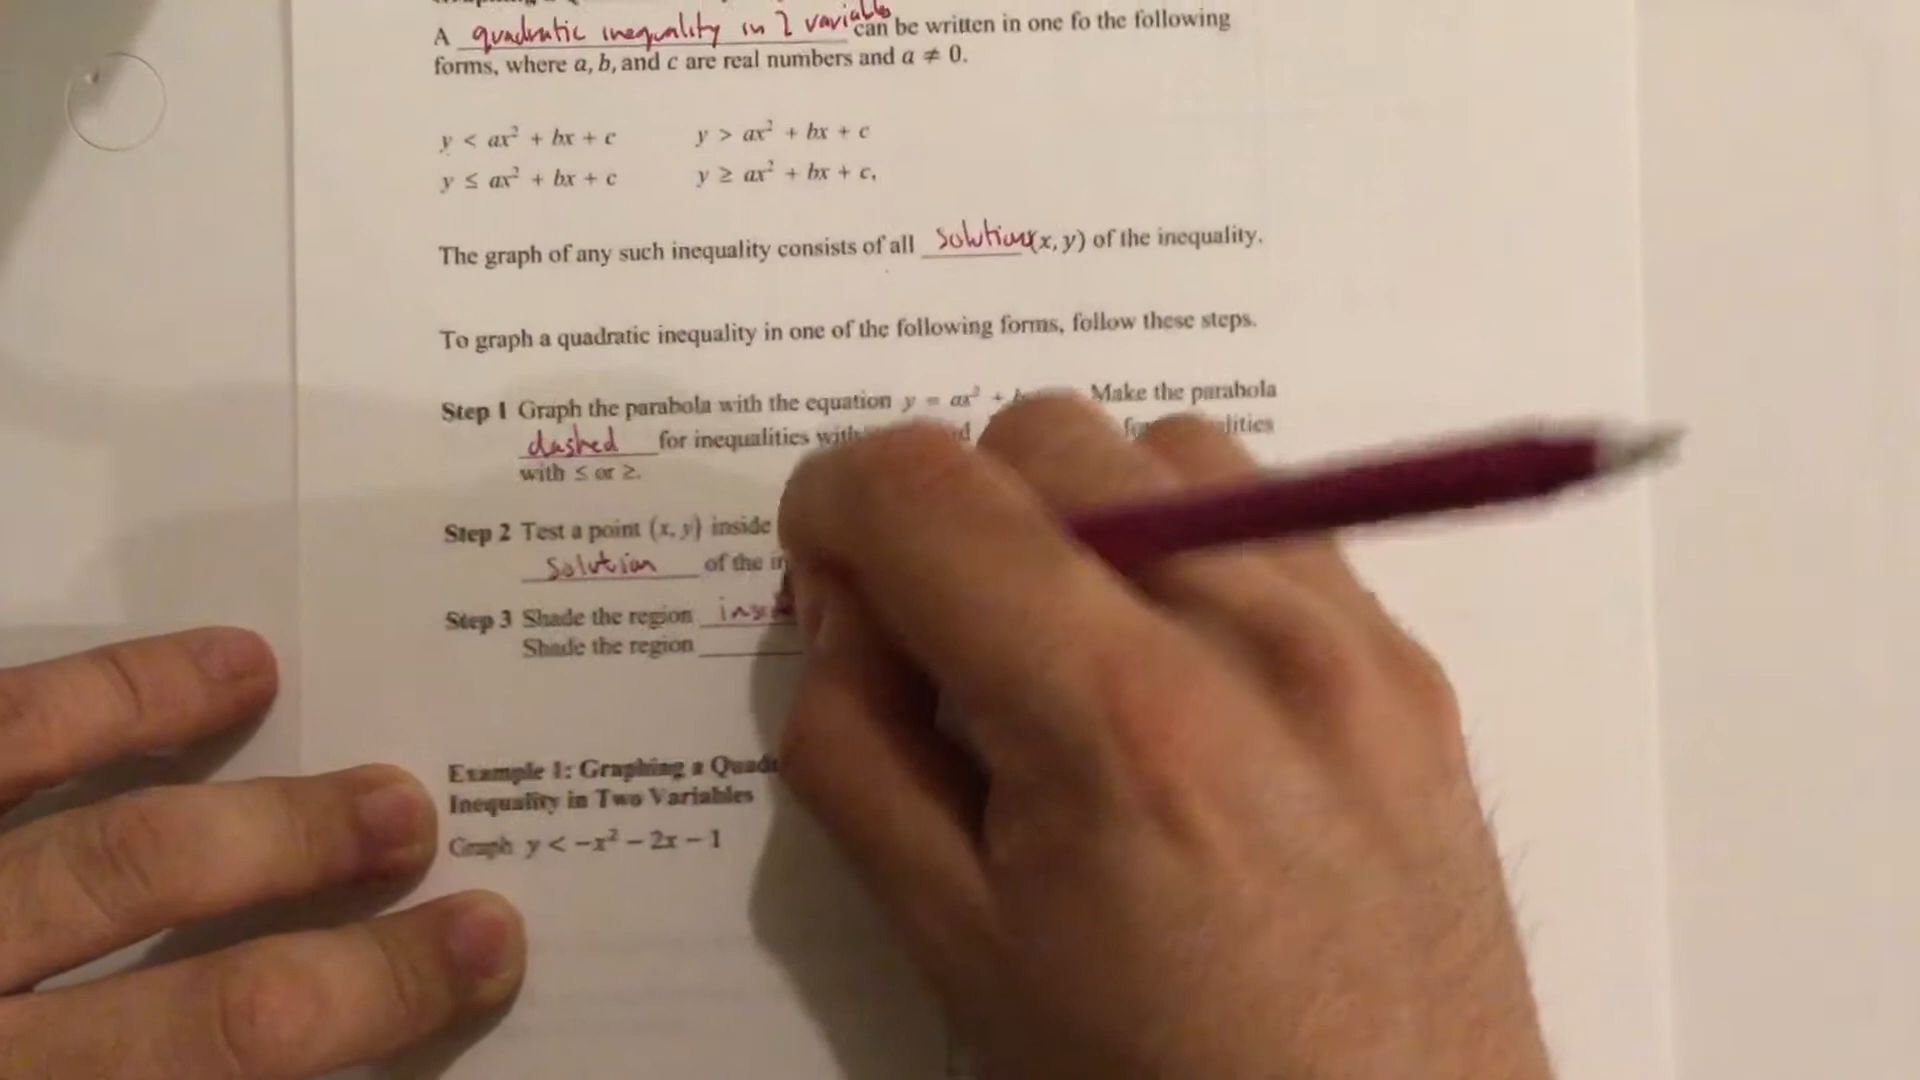 A quadratic inequality in 2 variables can be written in one fo the following
forms, where a, b, and c are real numbers and a ≠ 0.
y < ax² + bx + c y > ax² + bx + c
y ≤ ax² + bx + c y ≥ ax² + bx + c,
The graph of any such inequality consists of all solutions (x, y) of the inequality.
To graph a quadratic inequality in one of the following forms, follow these steps.
Step 1 Graph the parabola with the equation y = ax² + Make the parabola
dashed for inequalities with
with ≤ or ≥.
Step 2 Test a point (x, y) inside
solution of the
Step 3 Shade the region
Shade the region
Example 1: Graphing a
Inequality in Two Variables
Graph y < -x² - 2x - 1